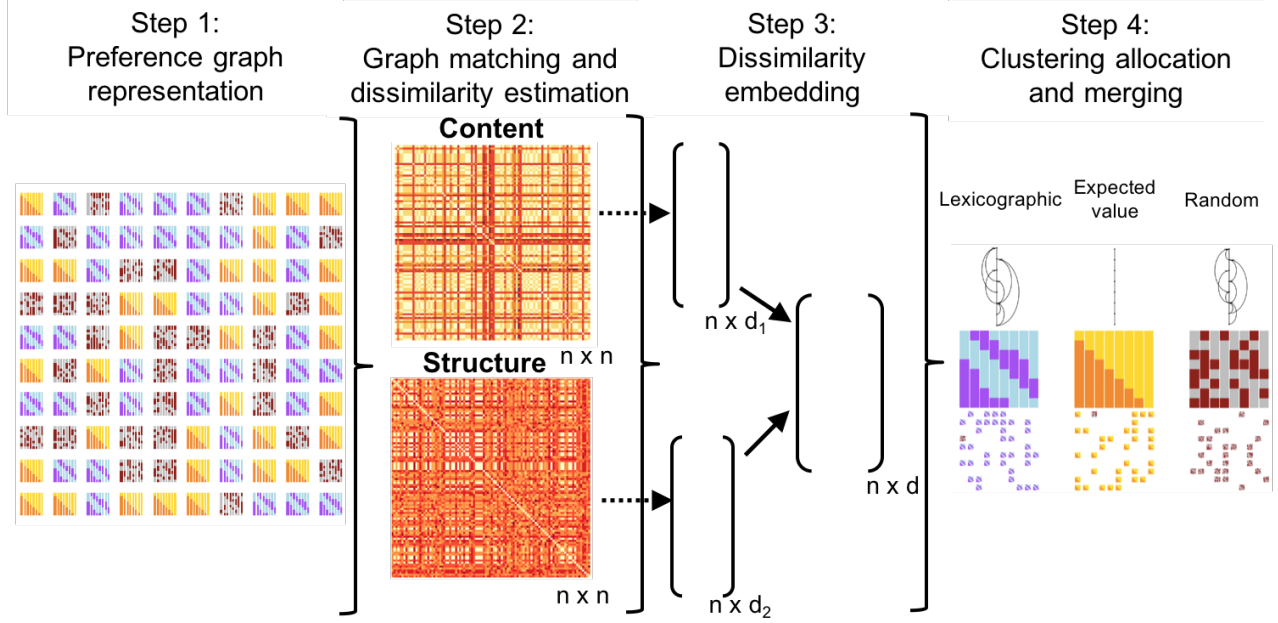 Step 1:
Preference graph
representation
Step 2:
Graph matching and
dissimilarity estimation
Step 3:
Dissimilarity
embedding
Step 4:
Clustering allocation
and merging
Content
n x n
Structure
n x n
n x d₁
n x d₂
n x d
Lexicographic
Expected
value
Random